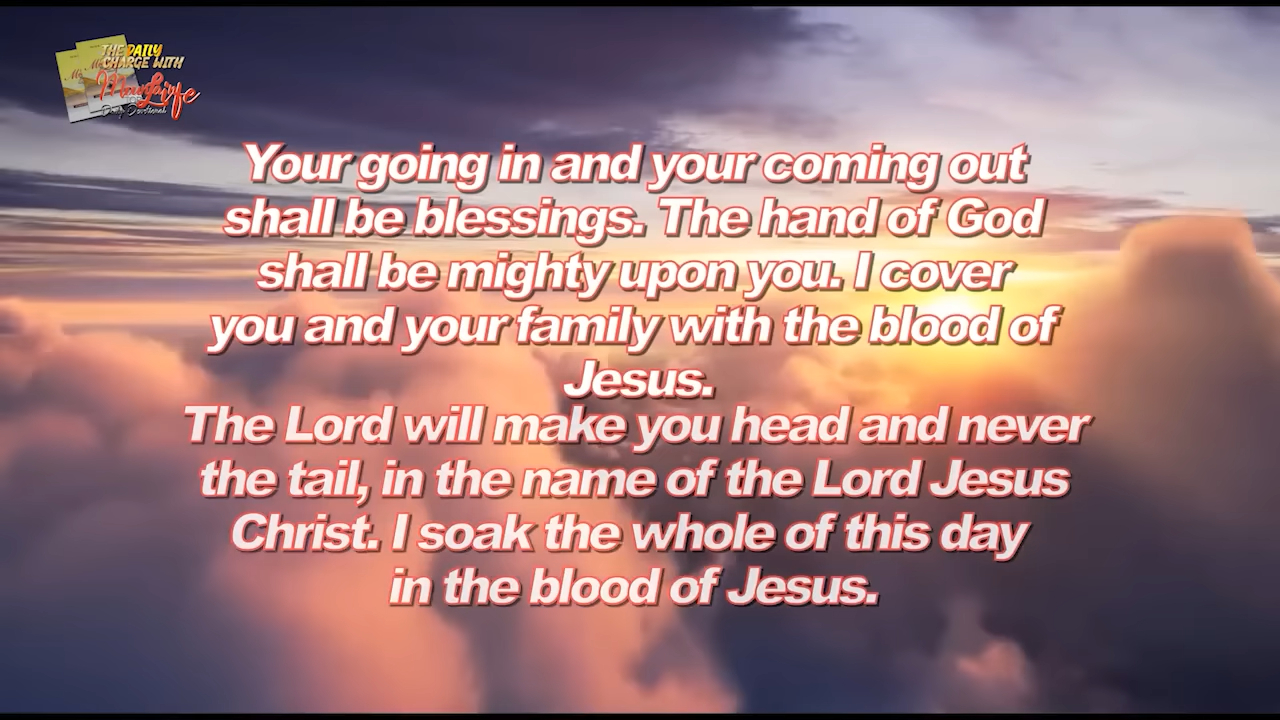 THE DAILY
CHARGE WITH
Daily Devotional
Your going in and your coming out
shall be blessings. The hand of God
shall be mighty upon you. I cover
you and your family with the blood of
Jesus.
The Lord will make you head and never
the tail, in the name of the Lord Jesus
Christ. I soak the whole of this day
in the blood of Jesus.